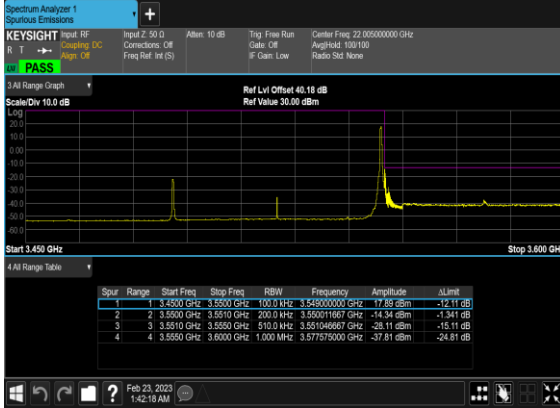 Spectrum Analyzer 1
Spurious Emissions
+
KEYSIGHT Input: RF
R T Coupling: DC
Align: Off
Input Z: 50 Ω
Corrections: Off
Freq Ref: Int (S)
Atten: 10 dB
Trig: Free Run
Gate: Off
IF Gain: Low
Center Freq: 22.005000000 GHz
Avg|Hold: 100/100
Radio Std: None
PASS
3 All Range Graph
Scale/Div 10.0 dB
Ref Lvl Offset 40.18 dB
Ref Value 30.00 dBm
Log
20.0
10.0
0.00
-10.0
-20.0
-30.0
-40.0
-50.0
-60.0
Start 3.450 GHz
Stop 3.600 GH
4 All Range Table
Spur Range Start Freq Stop Freq RBW Frequency Amplitude ΔLimit
1 1 3.4500 GHz 3.5500 GHz 100.0 kHz 3.549000000 GHz 17.89 dBm -12.11 dB
2 2 3.5500 GHz 3.5510 GHz 200.0 kHz 3.550011667 GHz -14.34 dBm -1.341 dB
3 3 3.5510 GHz 3.5550 GHz 510.0 kHz 3.551046667 GHz -28.11 dBm -15.11 dB
4 4 3.5550 GHz 3.6000 GHz 1.000 MHz 3.577575000 GHz -37.81 dBm -24.81 dB
?
Feb 23, 2023
1:42:18 AM